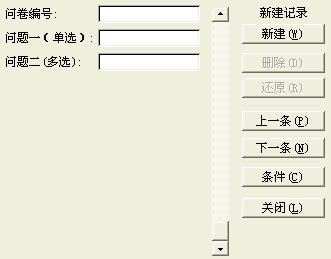 问卷编号:
问题一(单选):
问题二(多选):
新建记录
新建(W)
删除(D)
还原(R)
上一条(P)
下一条(N)
条件(C)
关闭(L)